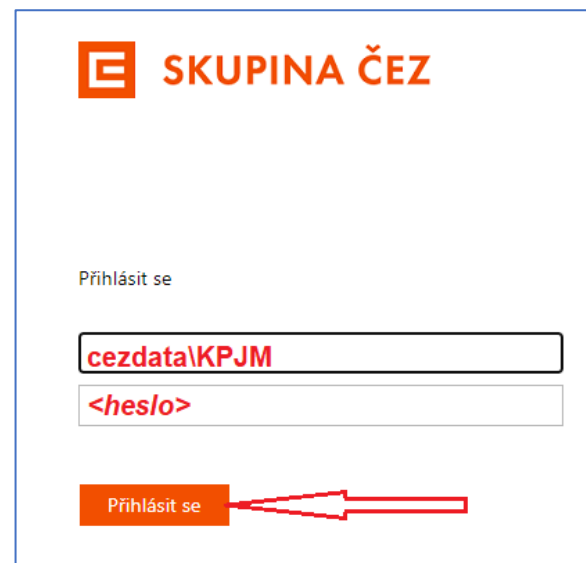 SKUPINA ČEZ
Přihlásit se
cezdata\KPJM
<heslo>
Přihlásit se